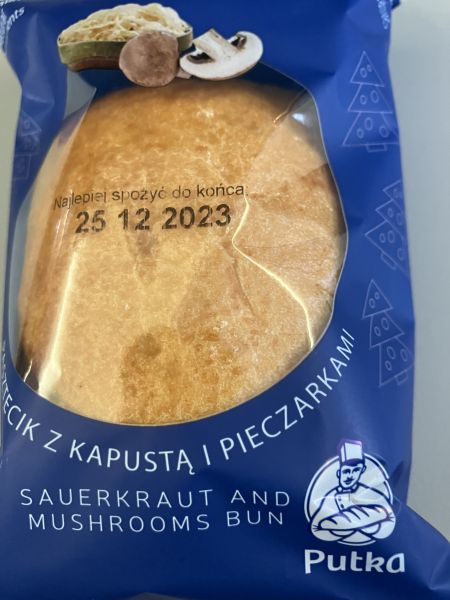 Najlepiej spożyć do końca:
25 12 2023
Z KAPUSTĄ I PIECZARKAMI
SAUERKRAUT AND
MUSHROOMS BUN
Putka